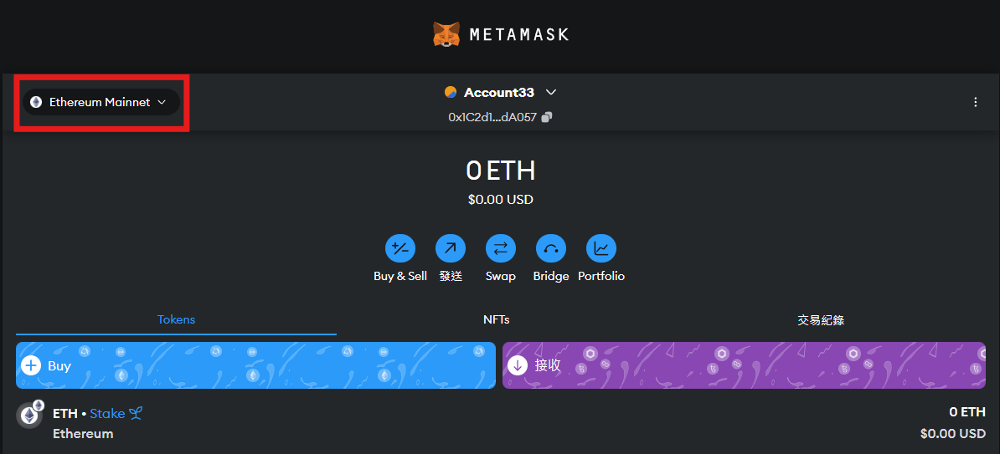 METAMASK
Ethereum Mainnet
Account33
0x1C2d1...dA057
0 ETH
$0.00 USD
Buy & Sell
發送
Swap
Bridge
Portfolio
Tokens
NFTs
交易紀錄
Buy
接收
ETH • Stake
0 ETH
Ethereum
$0.00 USD